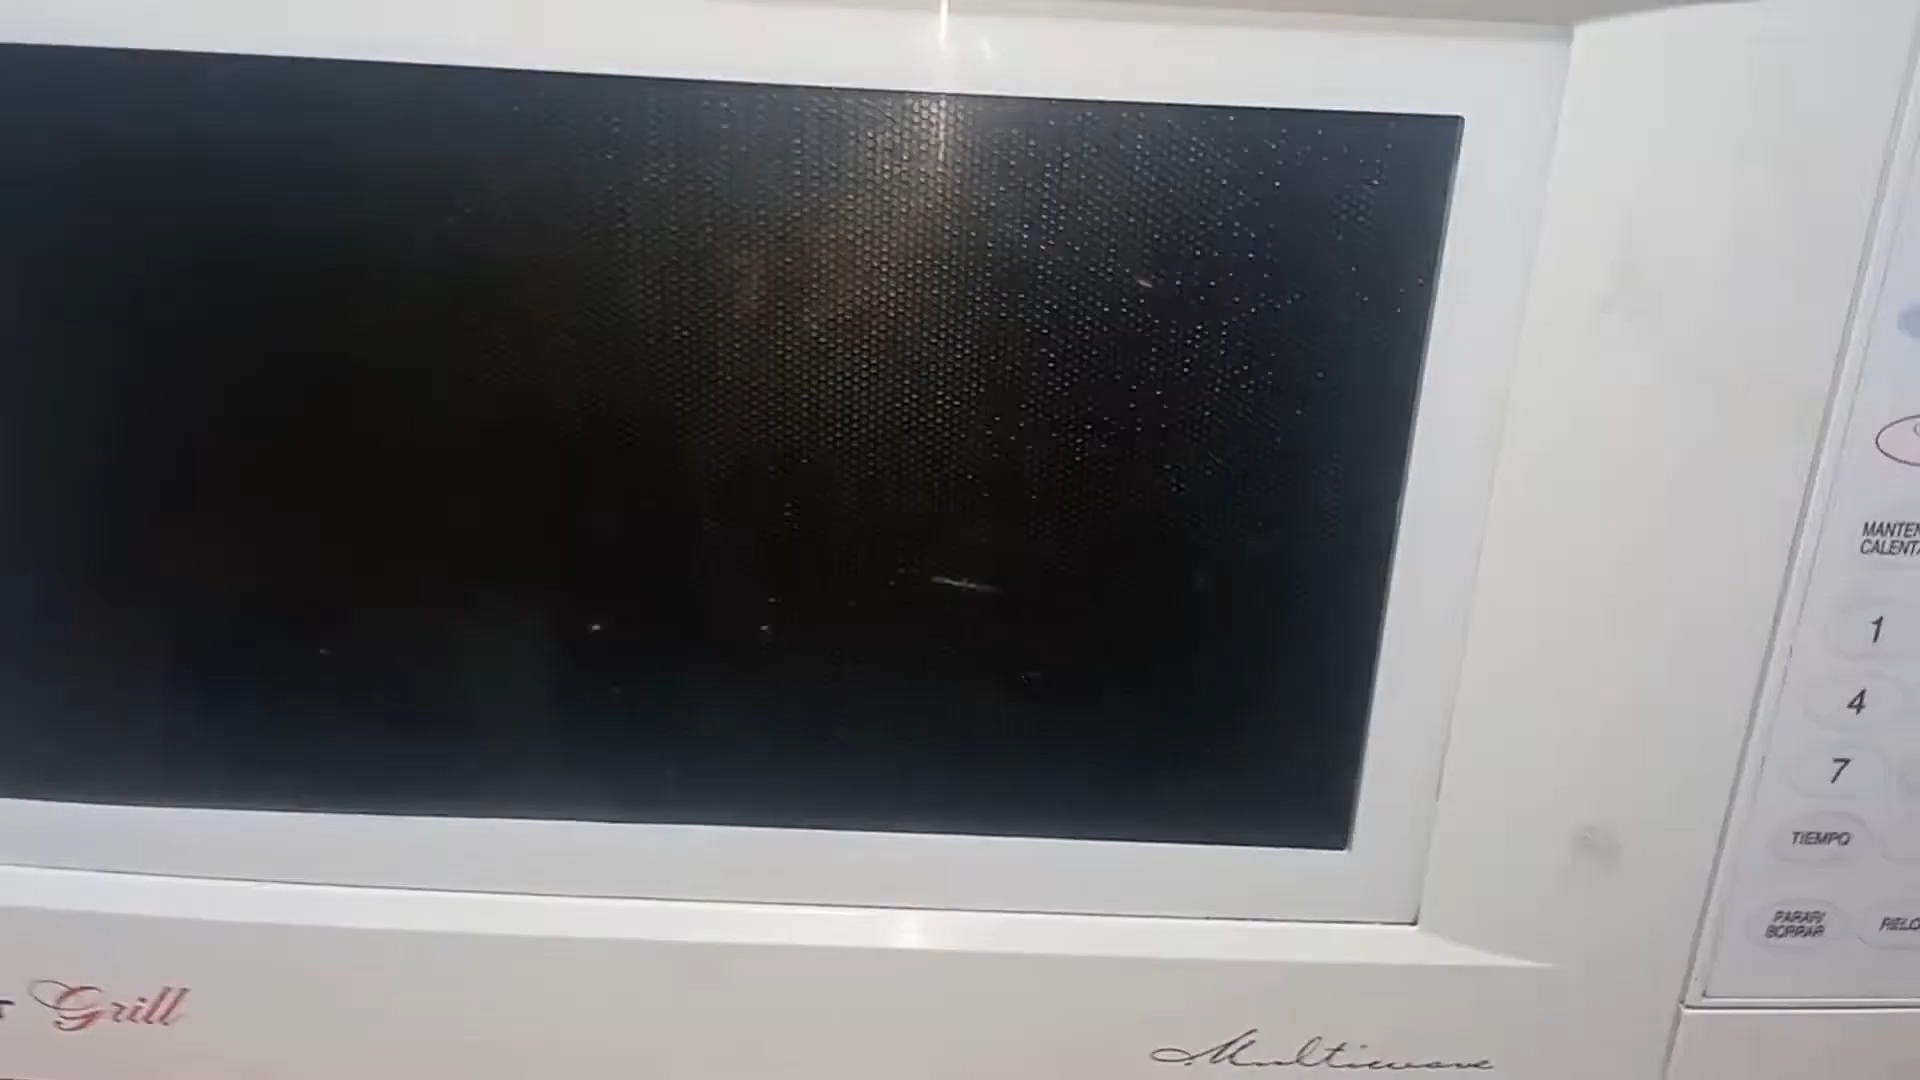 MANTEN
CALENTA
1
4
7
TIEMPO
PARAR/
BORRAR
RELO
Grill
Multiwave